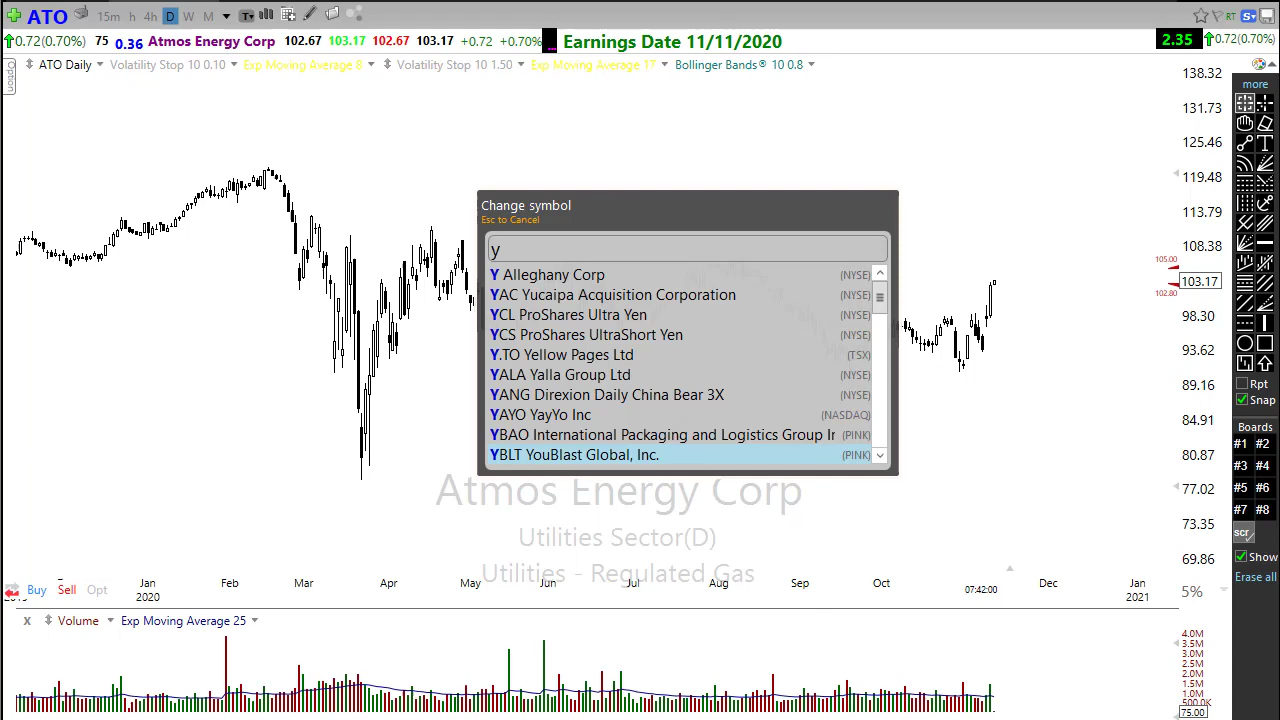 ATO 15m h 4h D W M T RT S
0.72(0.70%) 75 0.36 Atmos Energy Corp 102.67 103.17 102.67 103.17 +0.72 +0.70% ... Earnings Date 11/11/2020 2.35 0.72(0.70%)
Option ATO Daily Volatility Stop 10 0.10 Exp Moving Average 8 Volatility Stop 10 1.50 Exp Moving Average 17 Bollinger Bands® 10 0.8
138.32
more
131.73
125.46
119.48
113.79
108.38
105.00
103.17
102.80
98.30
93.62
89.16
84.91
80.87
77.02
73.35
69.86
Change symbol
Esc to Cancel
y
Y Alleghany Corp (NYSE)
YAC Yucaipa Acquisition Corporation (NYSE)
YCL ProShares Ultra Yen (NYSE)
YCS ProShares UltraShort Yen (NYSE)
Y.TO Yellow Pages Ltd (TSX)
YALA Yalla Group Ltd (NYSE)
YANG Direxion Daily China Bear 3X (NYSE)
YAYO YayYo Inc (NASDAQ)
YBAO International Packaging and Logistics Group Ir (PINK)
YBLT YouBlast Global, Inc. (PINK)
Atmos Energy Corp
Utilities Sector(D)
Utilities - Regulated Gas
Rpt
Snap
Boards
#1 #2
#3 #4
#5 #6
#7 #8
scr
Show
Erase all
Jan Feb Mar Apr May Jun Jul Aug Sep Oct Dec Jan
2020 2021
Buy Sell Opt 07:42:00 5%
X Volume Exp Moving Average 25
4.0M
3.5M
3.0M
2.5M
2.0M
1.5M
1.0M
500.0K
75.00